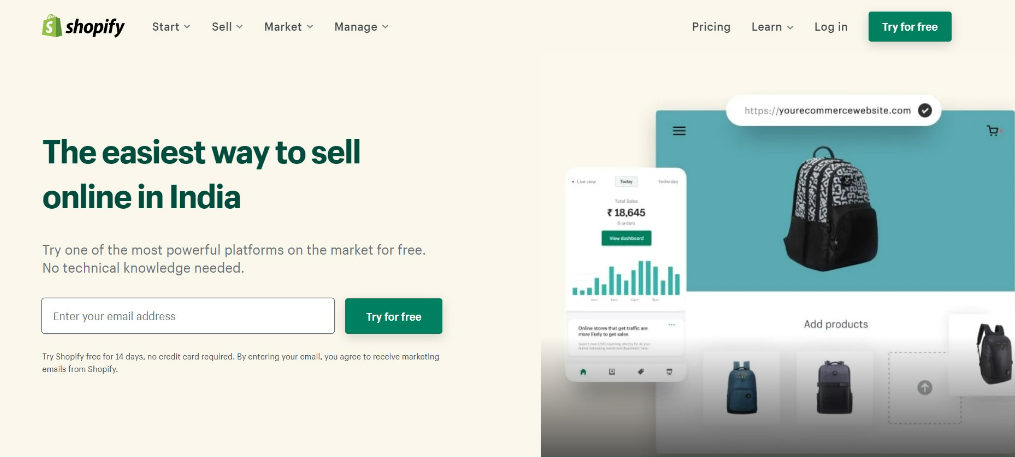 shopify
Start
Sell
Market
Manage
Pricing
Learn
Log in
Try for free
The easiest way to sell
online in India
Try one of the most powerful platforms on the market for free.
No technical knowledge needed.
Enter your email address
Try for free
Try Shopify free for 14 days, no credit card required. By entering your email, you agree to receive marketing
emails from Shopify.
https://yourecommercewebsite.com
Live view
Today
Yesterday
Total Sales
₹ 18,645
View dashboard
Online stores that get traffic are
more likely to get sales
Add products